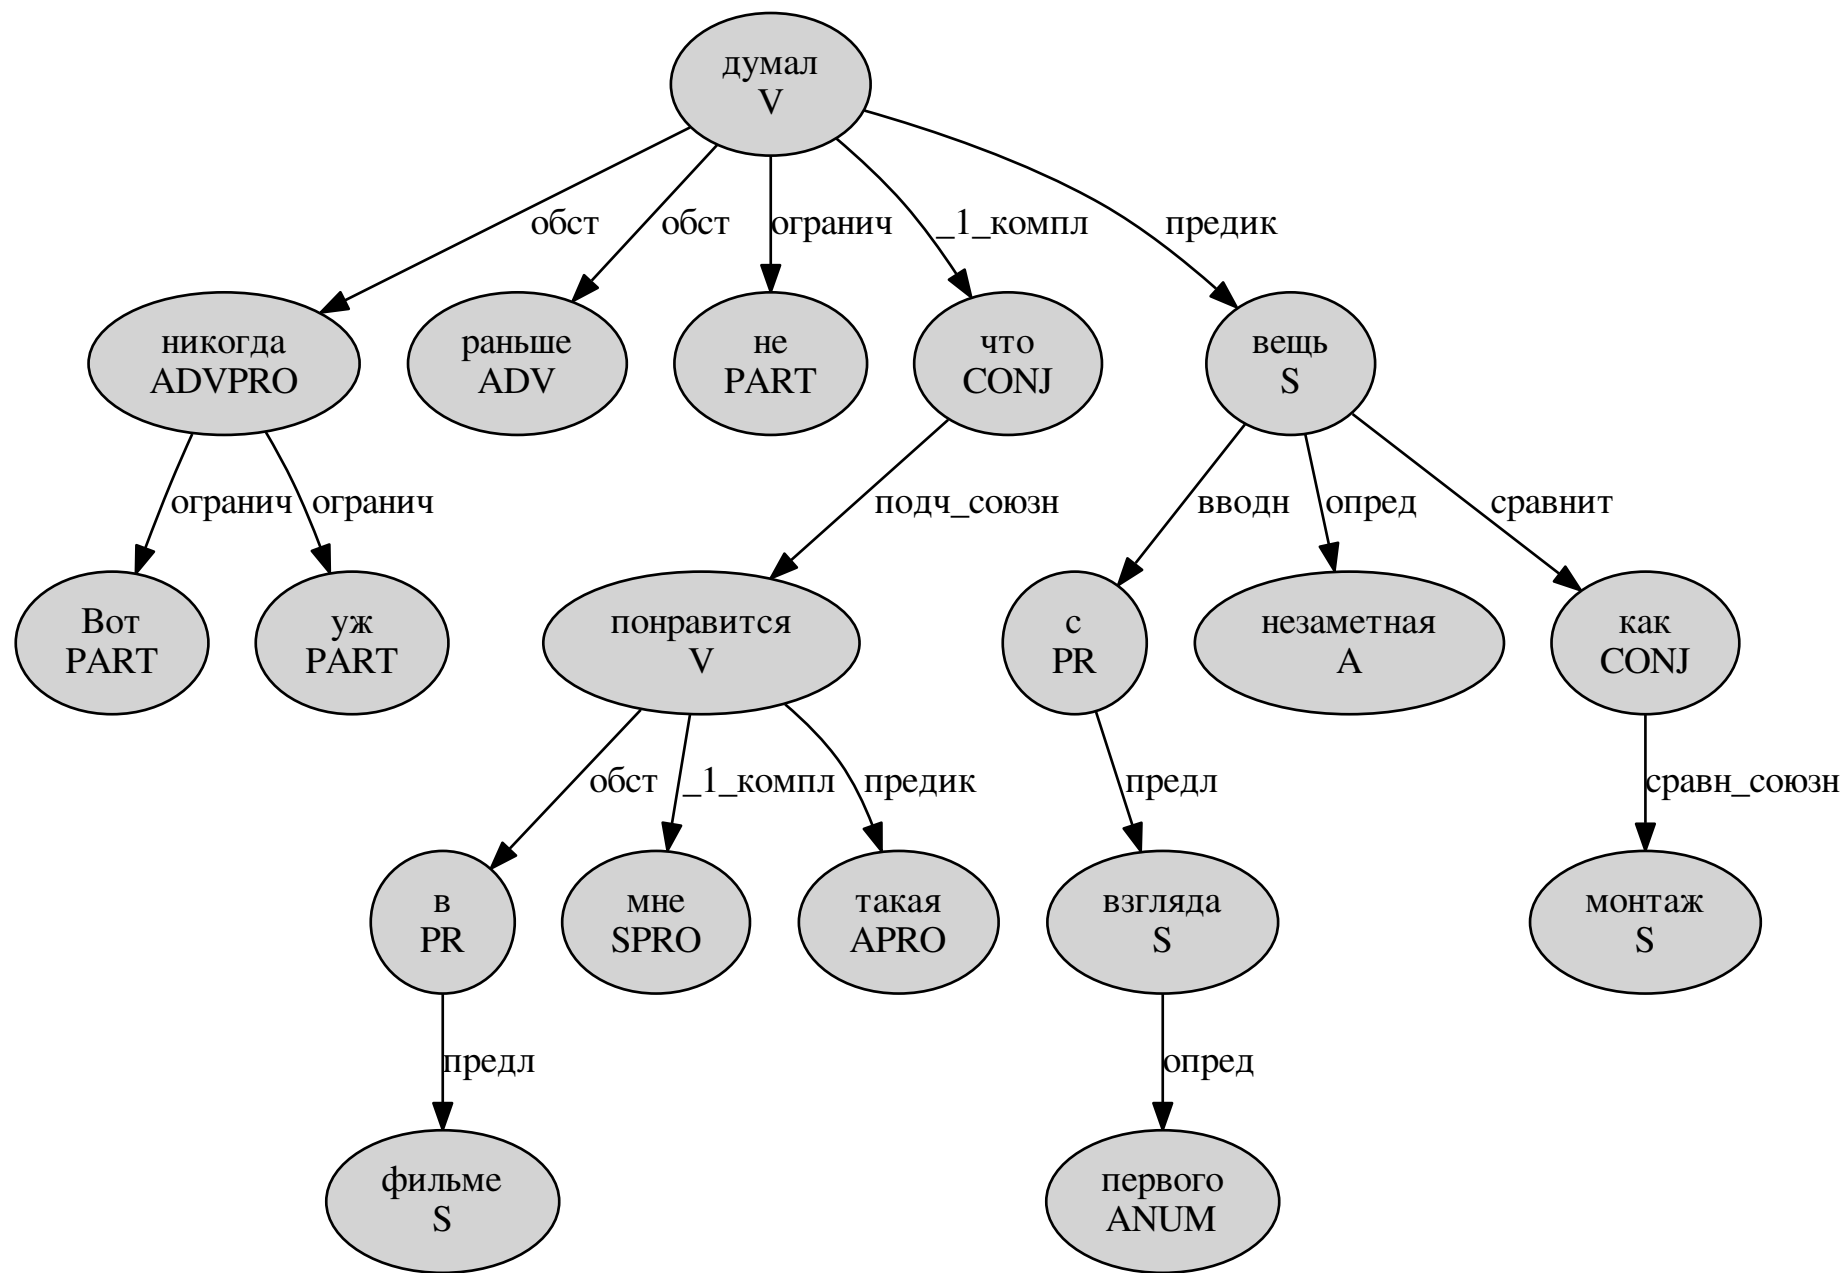 думал
V
обст
обст
огранич
_1_компл
предик
никогда
ADVPRO
раньше
ADV
не
PART
что
CONJ
вещь
S
огранич
огранич
подч_союзн
вводн
опред
сравнит
Вот
PART
уж
PART
понравится
V
с
PR
незаметная
A
как
CONJ
обст
_1_компл
предик
предл
сравн_союзн
в
PR
мне
SPRO
такая
APRO
взгляда
S
монтаж
S
предл
опред
фильме
S
первого
ANUM